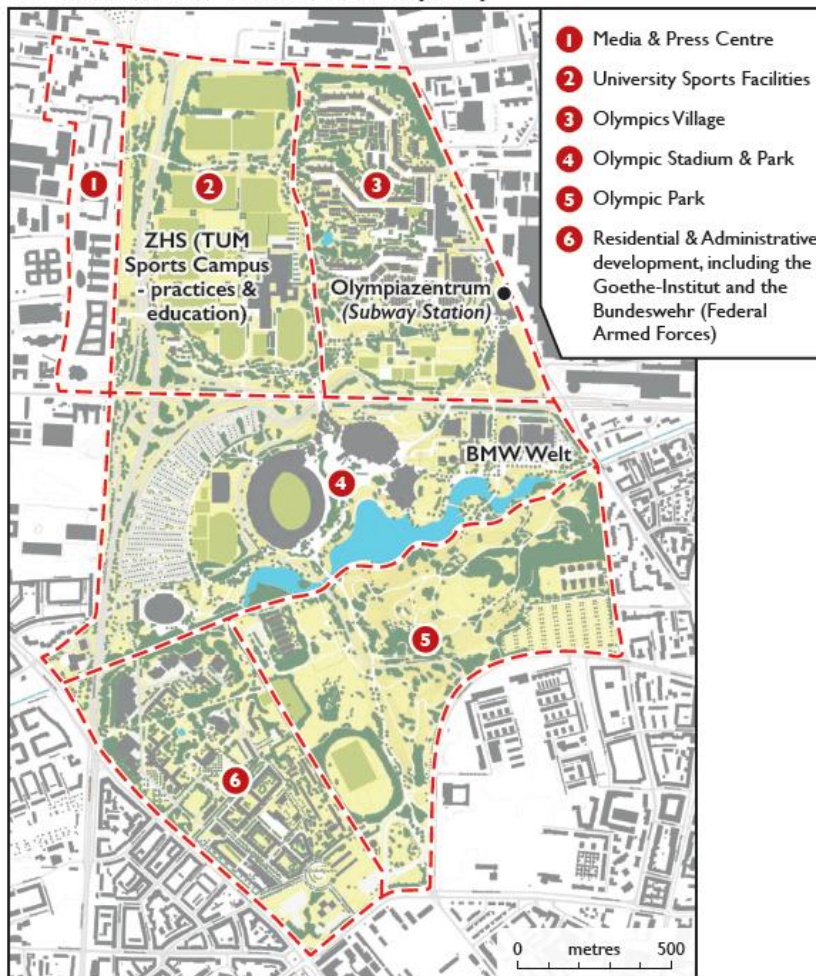 1 Media & Press Centre
2 University Sports Facilities
3 Olympics Village
4 Olympic Stadium & Park
5 Olympic Park
6 Residential & Administrative
development, including the
Goethe-Institut and the
Bundeswehr (Federal
Armed Forces)
1
2
3
ZHS (TUM
Sports Campus
- practices &
education)
Olympiazentrum
(Subway Station)
BMW Welt
4
5
6
0 metres 500